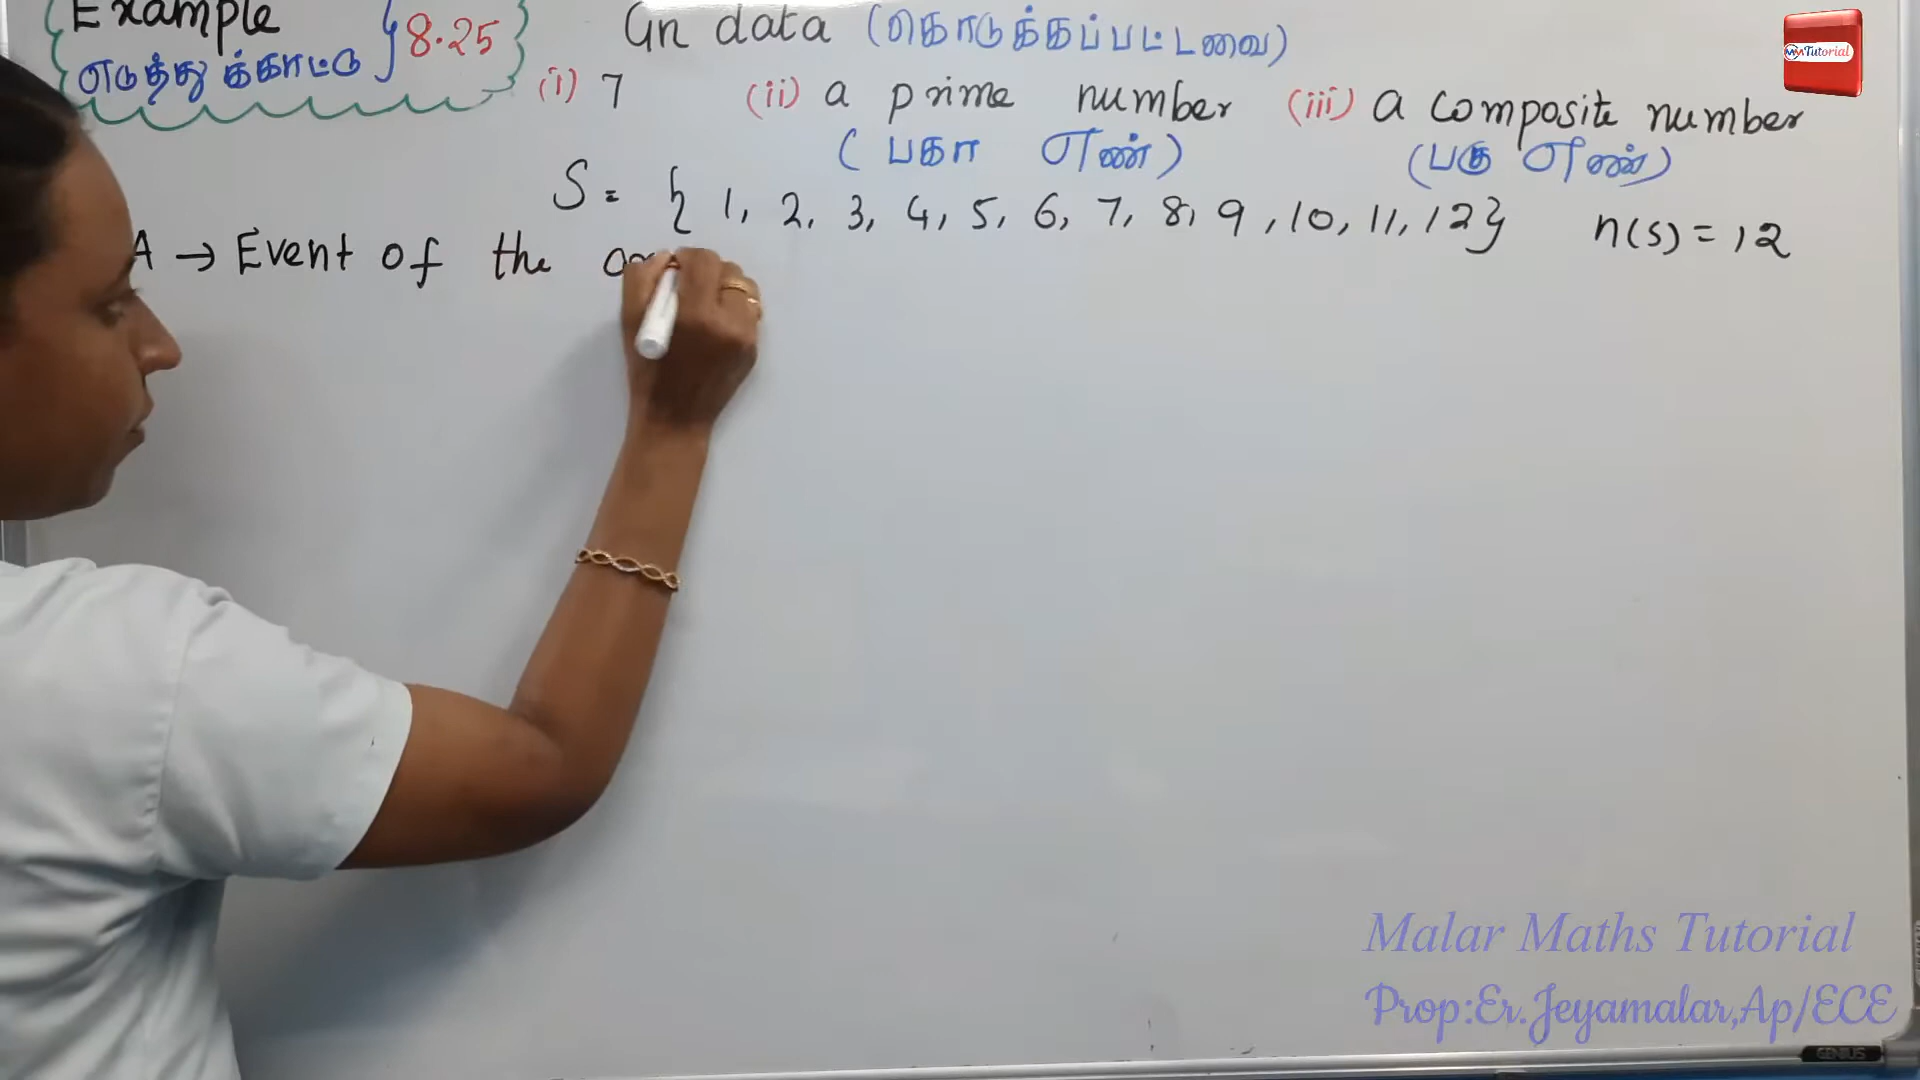 Example
எடுத்துக்காட்டு
8.25
Gn data (கொடுக்கப்பட்டவை)
(i) 7 (ii) a prime number (iii) a composite number
(பகா எண்) (பகு எண்)
S = { 1, 2, 3, 4, 5, 6, 7, 8, 9, 10, 11, 12} n(s) = 12
A → Event of the
Tutorial
Malar Maths Tutorial
Prop:Er.Jeyamalar,Ap/ECE
GENIUS